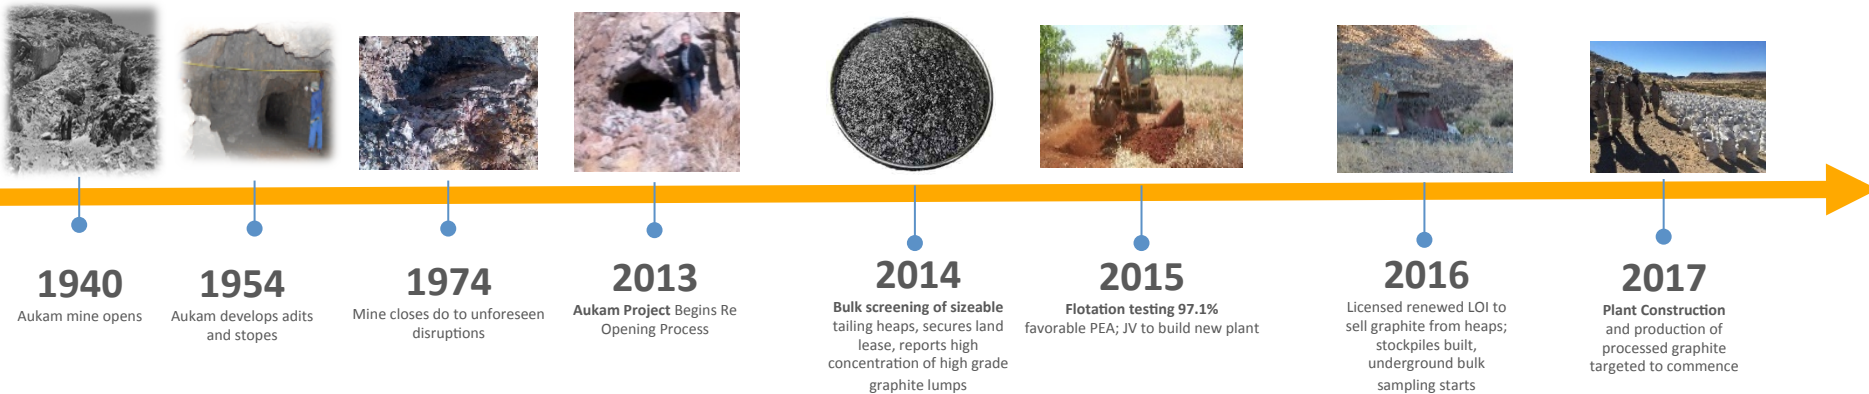 1940
Aukam mine opens
1954
Aukam develops adits
and stopes
1974
Mine closes do to unforeseen
disruptions
2013
Aukam Project Begins Re
Opening Process
2014
Bulk screening of sizeable
tailing heaps, secures land
lease, reports high
concentration of high grade
graphite lumps
2015
Flotation testing 97.1%
favorable PEA; JV to build new plant
2016
Licensed renewed LOI to
sell graphite from heaps;
stockpiles built,
underground bulk
sampling starts
2017
Plant Construction
and production of
processed graphite
targeted to commence